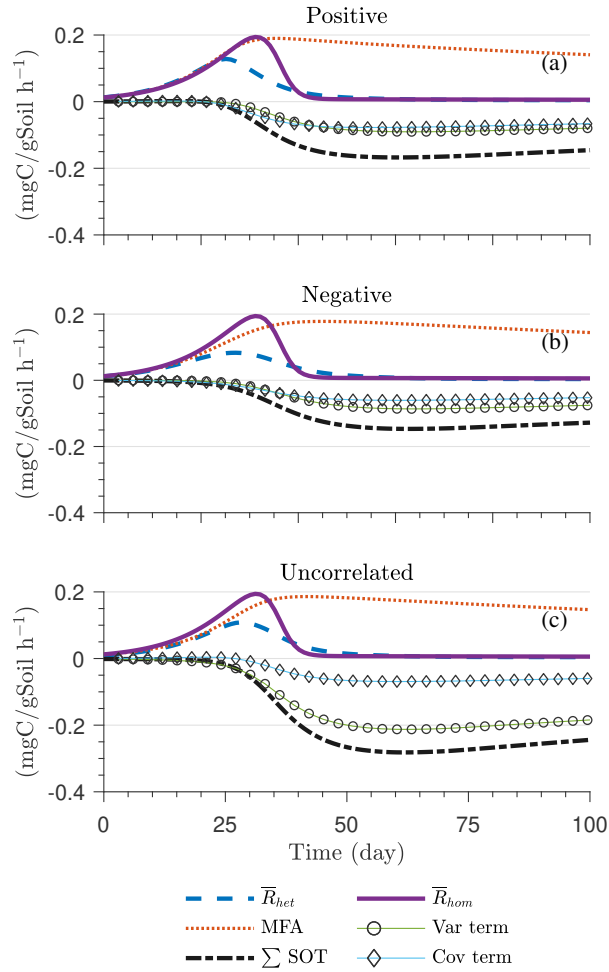 Positive
(mgC/gSoil h⁻¹)
0.2
0
-0.2
-0.4
(a)
Negative
(mgC/gSoil h⁻¹)
0.2
0
-0.2
-0.4
(b)
Uncorrelated
(mgC/gSoil h⁻¹)
0.2
0
-0.2
-0.4
(c)
0 25 50 75 100
Time (day)
R̅het R̅hom
MFA Var term
∑ SOT Cov term